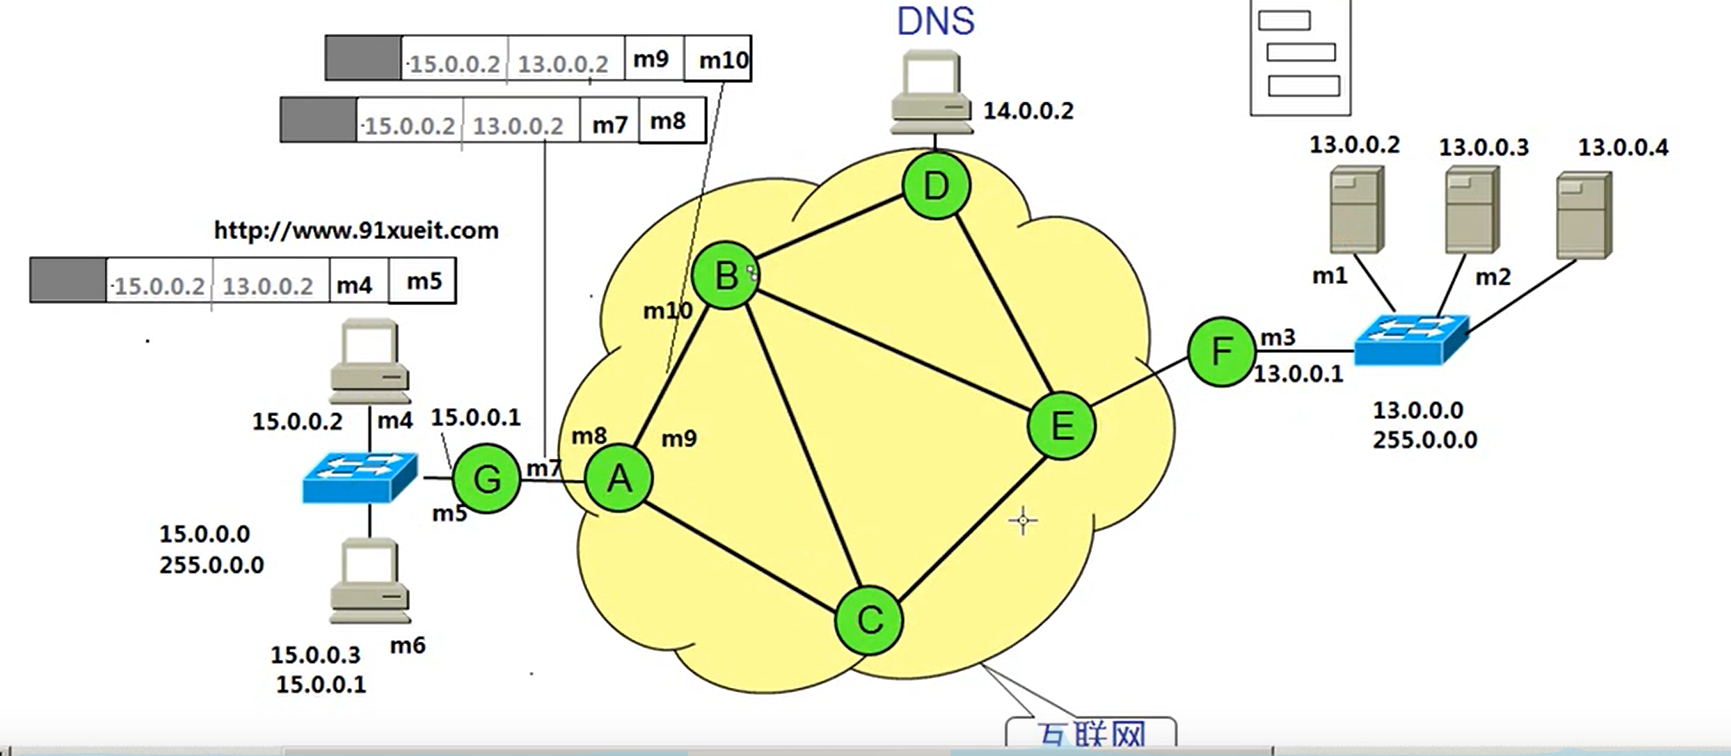 DNS
15.0.0.2 13.0.0.2 m9 m10
15.0.0.2 13.0.0.2 m7 m8
14.0.0.2
13.0.0.2 13.0.0.3 13.0.0.4
D
http://www.91xueit.com
15.0.0.2 13.0.0.2 m4 m5
B
m1 m2
m10
F m3
13.0.0.1
15.0.0.2 m4 15.0.0.1
13.0.0.0
255.0.0.0
m8 m9
E
G m7 A
m5
15.0.0.0
255.0.0.0
C
m6
15.0.0.3
15.0.0.1
互联网